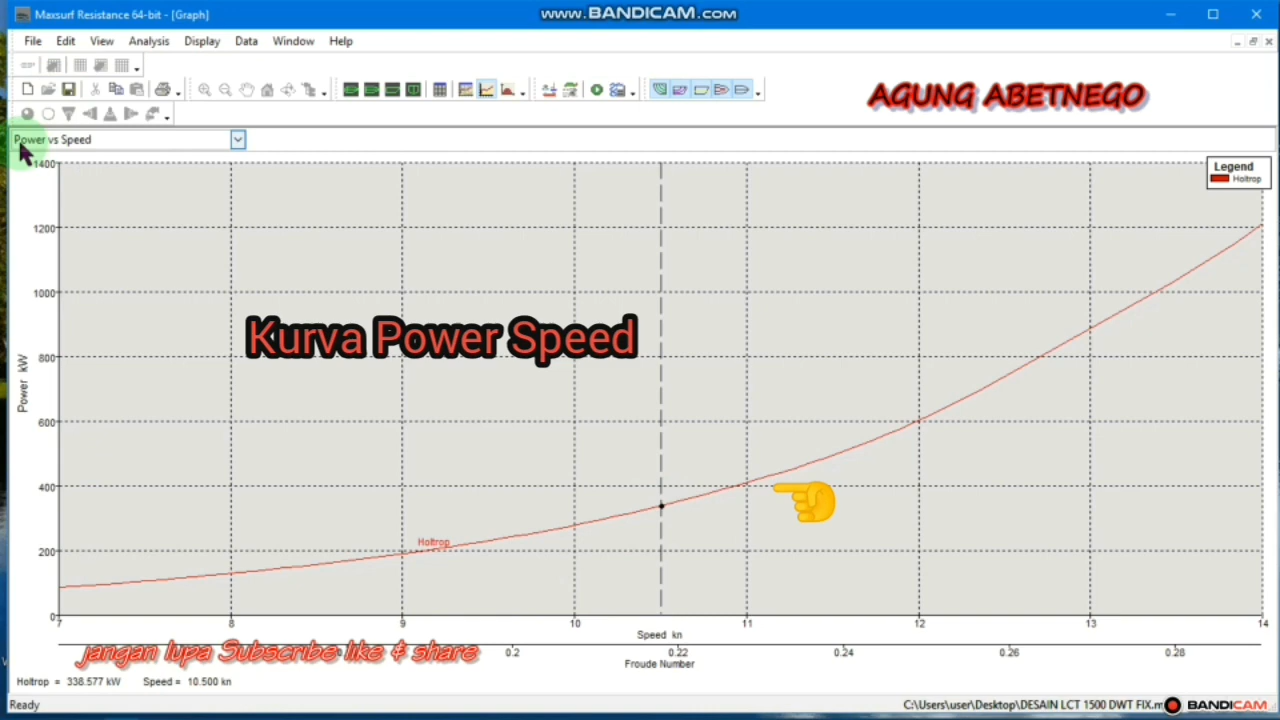 Maxsurf Resistance 64-bit - [Graph]
www.BANDICAM.com
File Edit View Analysis Display Data Window Help
AGUNG ABETNEGO
Power vs Speed
Legend
Holtrop
1400
1200
1000
800
600
400
200
0
Power kW
Kurva Power Speed
Holtrop
7 8 9 10 11 12 13 14
Speed kn
jangan lupa Subscribe like & share
0.2 0.22 0.24 0.26 0.28
Froude Number
Holtrop = 338.577 kW Speed = 10.500 kn
Ready
C:\Users\user\Desktop\DESAIN LCT 1500 DWT FIX.m
BANDICAM